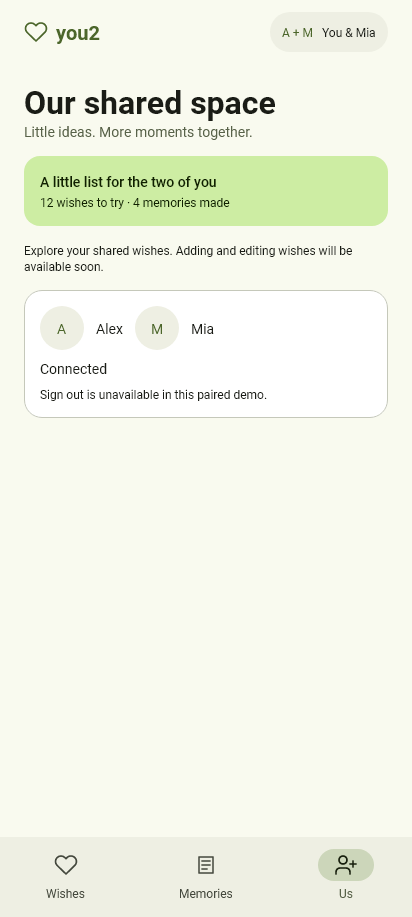 you2
A + M You & Mia
Our shared space
Little ideas. More moments together.
A little list for the two of you
12 wishes to try · 4 memories made
Explore your shared wishes. Adding and editing wishes will be
available soon.
A Alex M Mia
Connected
Sign out is unavailable in this paired demo.
Wishes Memories Us